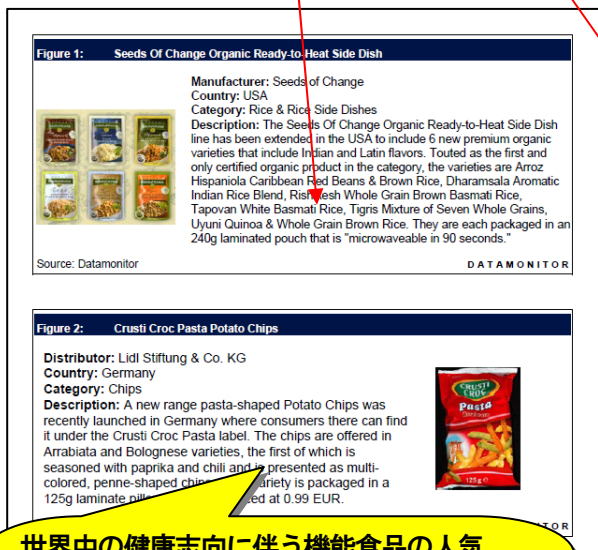 Figure 1: Seeds Of Change Organic Ready-to-Heat Side Dish
Manufacturer: Seeds of Change
Country: USA
Category: Rice & Rice Side Dishes
Description: The Seeds Of Change Organic Ready-to-Heat Side Dish
line has been extended in the USA to include 6 new premium organic
varieties that include Indian and Latin flavors. Touted as the first and
only certified organic product in the category, the varieties are Arroz
Hispaniola Caribbean Red Beans & Brown Rice, Dharamsala Aromatic
Indian Rice Blend, Rishikesh Whole Grain Brown Basmati Rice,
Tapovan White Basmati Rice, Tigris Mixture of Seven Whole Grains,
Uyuni Quinoa & Whole Grain Brown Rice. They are each packaged in an
240g laminated pouch that is "microwaveable in 90 seconds."
Source: Datamonitor
DATAMONITOR
Figure 2: Crusti Croc Pasta Potato Chips
Distributor: Lidl Stiftung & Co. KG
Country: Germany
Category: Chips
Description: A new range pasta-shaped Potato Chips was
recently launched in Germany where consumers there can find
it under the Crusti Croc Pasta label. The chips are offered in
Arrabiata and Bolognese varieties, the first of which is
seasoned with paprika and chili and is presented as multi-
colored, penne-shaped
125g laminate at 0.99 EUR.
CRUSTI
CROC
Pasta
125g
世界中の健康志向に伴う機能食品の人気